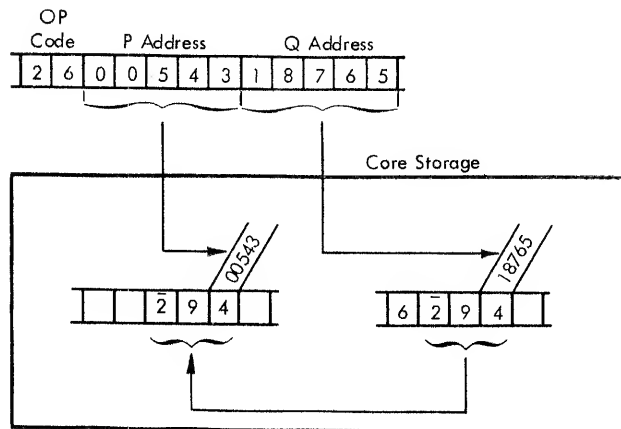 OP
Code P Address Q Address
2 6 0 0 5 4 3 1 8 7 6 5
Core Storage
00543 18765
2̅ 9 4 6 2̅ 9 4